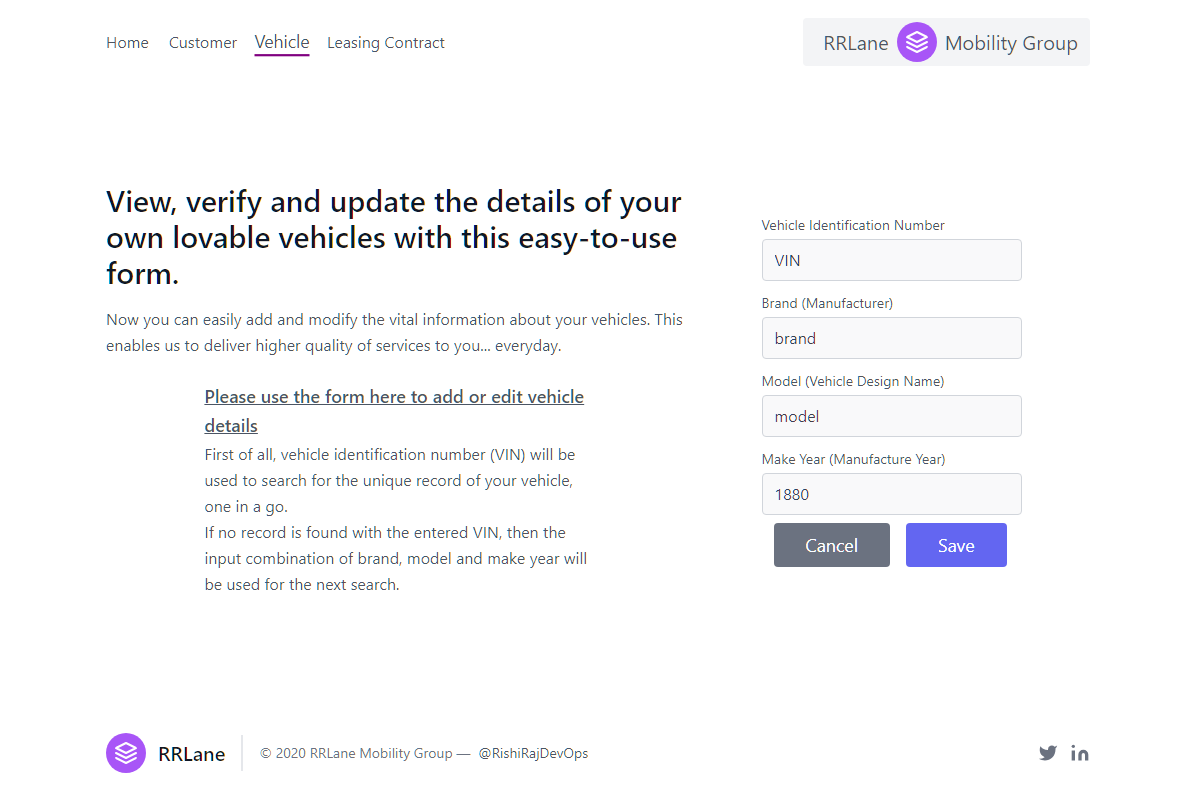 Home Customer Vehicle Leasing Contract
RRLane Mobility Group
View, verify and update the details of your
own lovable vehicles with this easy-to-use
form.
Now you can easily add and modify the vital information about your vehicles. This
enables us to deliver higher quality of services to you... everyday.
Please use the form here to add or edit vehicle
details
First of all, vehicle identification number (VIN) will be
used to search for the unique record of your vehicle,
one in a go.
If no record is found with the entered VIN, then the
input combination of brand, model and make year will
be used for the next search.
Vehicle Identification Number
VIN
Brand (Manufacturer)
brand
Model (Vehicle Design Name)
model
Make Year (Manufacture Year)
1880
Cancel Save
RRLane © 2020 RRLane Mobility Group — @RishiRajDevOps